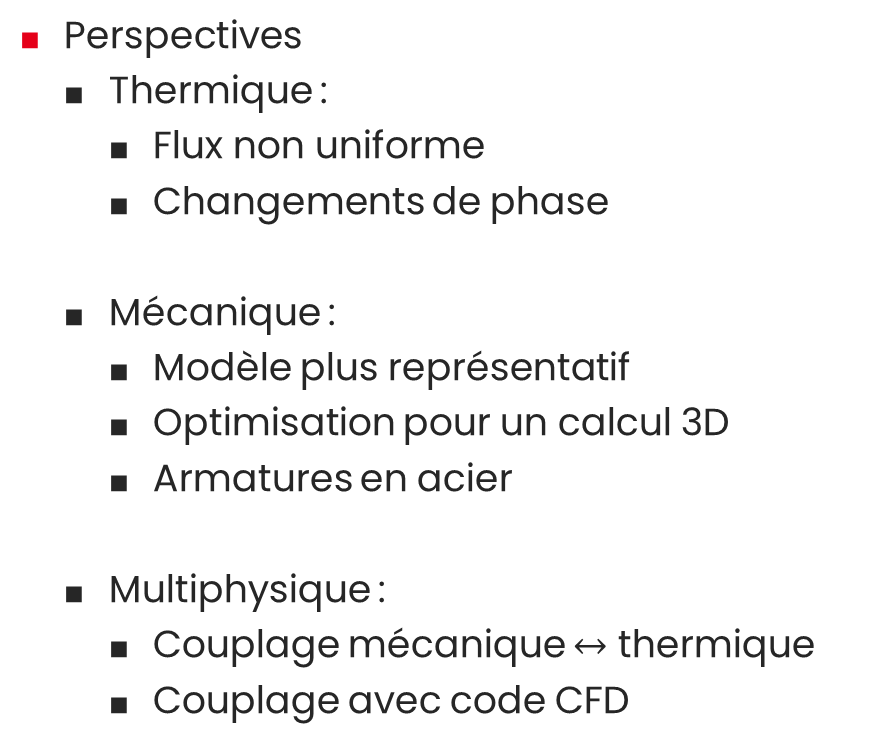 Perspectives
Thermique :
Flux non uniforme
Changements de phase
Mécanique :
Modèle plus représentatif
Optimisation pour un calcul 3D
Armatures en acier
Multiphysique :
Couplage mécanique ↔ thermique
Couplage avec code CFD